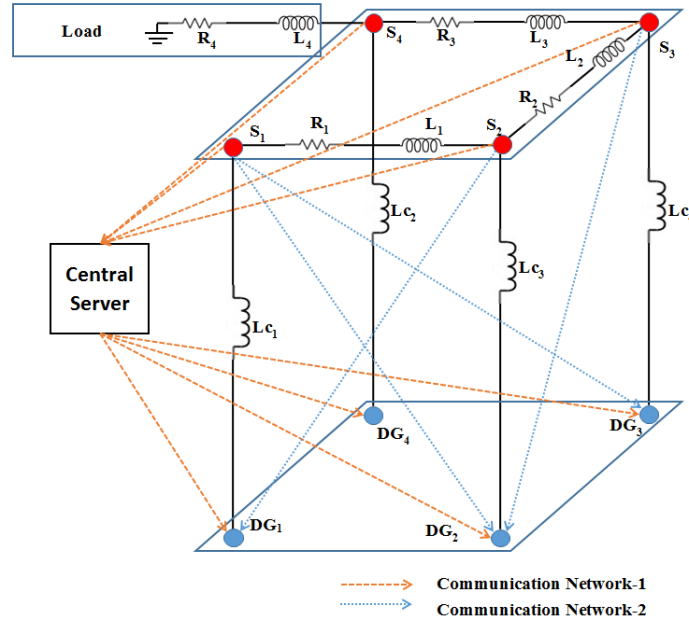 Load
R₄
L₄
S₄
R₃
L₃
S₃
L₂
R₂
S₁
R₁
L₁
S₂
Lc₂
Lc
Lc₃
Central
Server
Lc₁
DG₄
DG₃
DG₁
DG₂
Communication Network-1
Communication Network-2